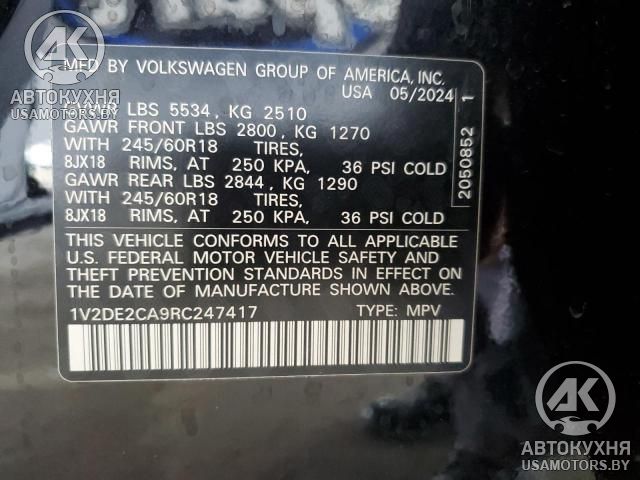 MFD BY VOLKSWAGEN GROUP OF AMERICA, INC.
USA 05/2024
GVWR LBS 5534, KG 2510
GAWR FRONT LBS 2800, KG 1270
WITH 245/60R18 TIRES,
8JX18 RIMS, AT 250 KPA, 36 PSI COLD
GAWR REAR LBS 2844, KG 1290
WITH 245/60R18 TIRES,
8JX18 RIMS, AT 250 KPA, 36 PSI COLD
THIS VEHICLE CONFORMS TO ALL APPLICABLE
U.S. FEDERAL MOTOR VEHICLE SAFETY AND
THEFT PREVENTION STANDARDS IN EFFECT ON
THE DATE OF MANUFACTURE SHOWN ABOVE.
1V2DE2CA9RC247417 TYPE: MPV
2050852 1
АК
АВТОКУХНЯ
USAMOTORS.BY
АК
АВТОКУХНЯ
USAMOTORS.BY